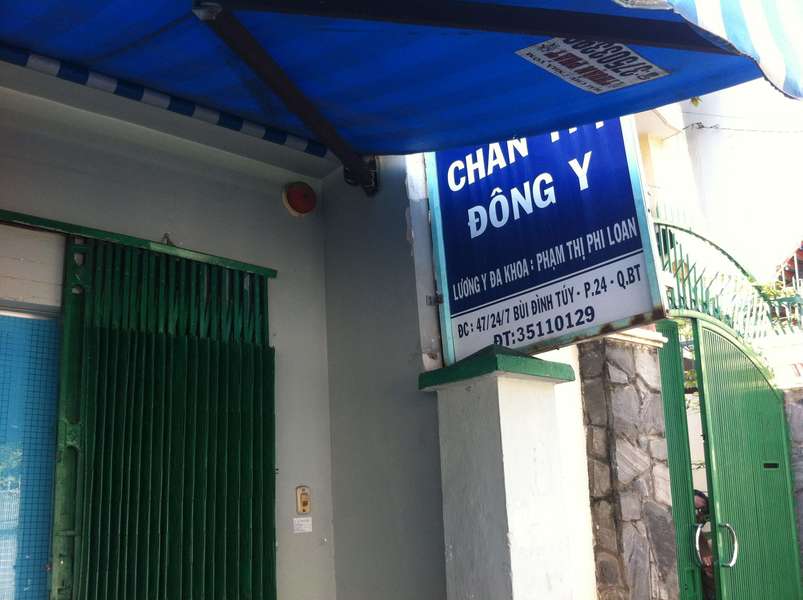 CHẨN TRỊ
ĐÔNG Y
LƯƠNG Y ĐA KHOA : PHẠM THỊ PHI LOAN
ĐC : 47/24/7 BÙI ĐÌNH TÚY - P.24 - Q.BT
ĐT:35110129